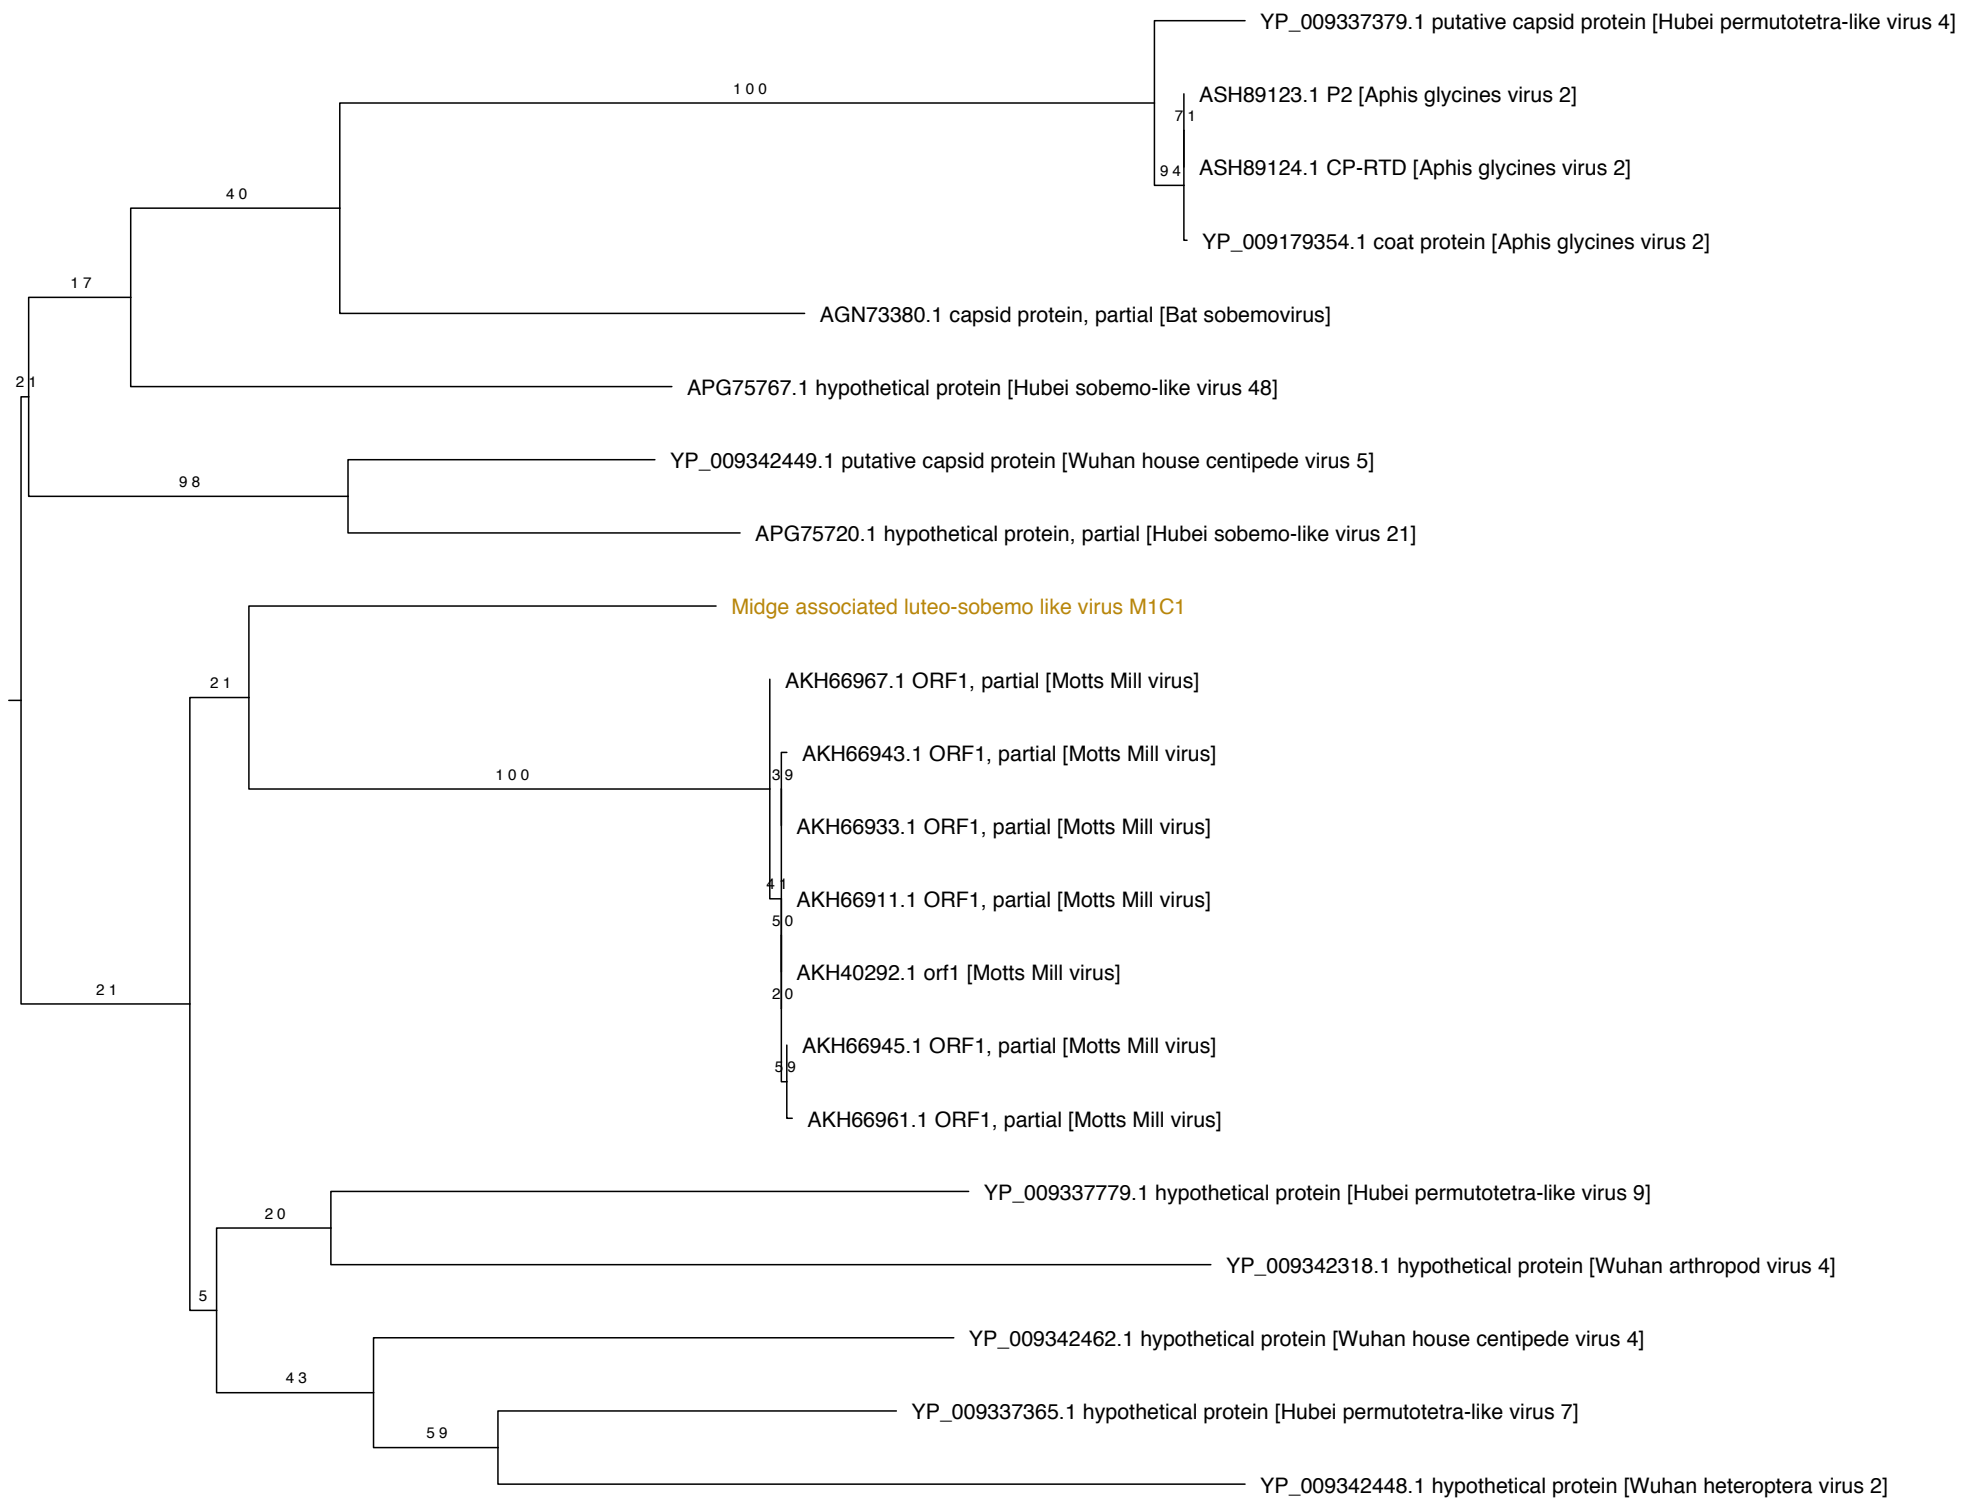 YP_009337379.1 putative capsid protein [Hubei permutotetra-like virus 4]
100
ASH89123.1 P2 [Aphis glycines virus 2]
71
ASH89124.1 CP-RTD [Aphis glycines virus 2]
94
40
YP_009179354.1 coat protein [Aphis glycines virus 2]
17
AGN73380.1 capsid protein, partial [Bat sobemovirus]
21
APG75767.1 hypothetical protein [Hubei sobemo-like virus 48]
YP_009342449.1 putative capsid protein [Wuhan house centipede virus 5]
98
APG75720.1 hypothetical protein, partial [Hubei sobemo-like virus 21]
Midge associated luteo-sobemo like virus M1C1
21
AKH66967.1 ORF1, partial [Motts Mill virus]
AKH66943.1 ORF1, partial [Motts Mill virus]
100
39
AKH66933.1 ORF1, partial [Motts Mill virus]
41
AKH66911.1 ORF1, partial [Motts Mill virus]
50
AKH40292.1 orf1 [Motts Mill virus]
21
20
AKH66945.1 ORF1, partial [Motts Mill virus]
59
AKH66961.1 ORF1, partial [Motts Mill virus]
YP_009337779.1 hypothetical protein [Hubei permutotetra-like virus 9]
20
YP_009342318.1 hypothetical protein [Wuhan arthropod virus 4]
5
YP_009342462.1 hypothetical protein [Wuhan house centipede virus 4]
43
YP_009337365.1 hypothetical protein [Hubei permutotetra-like virus 7]
59
YP_009342448.1 hypothetical protein [Wuhan heteroptera virus 2]